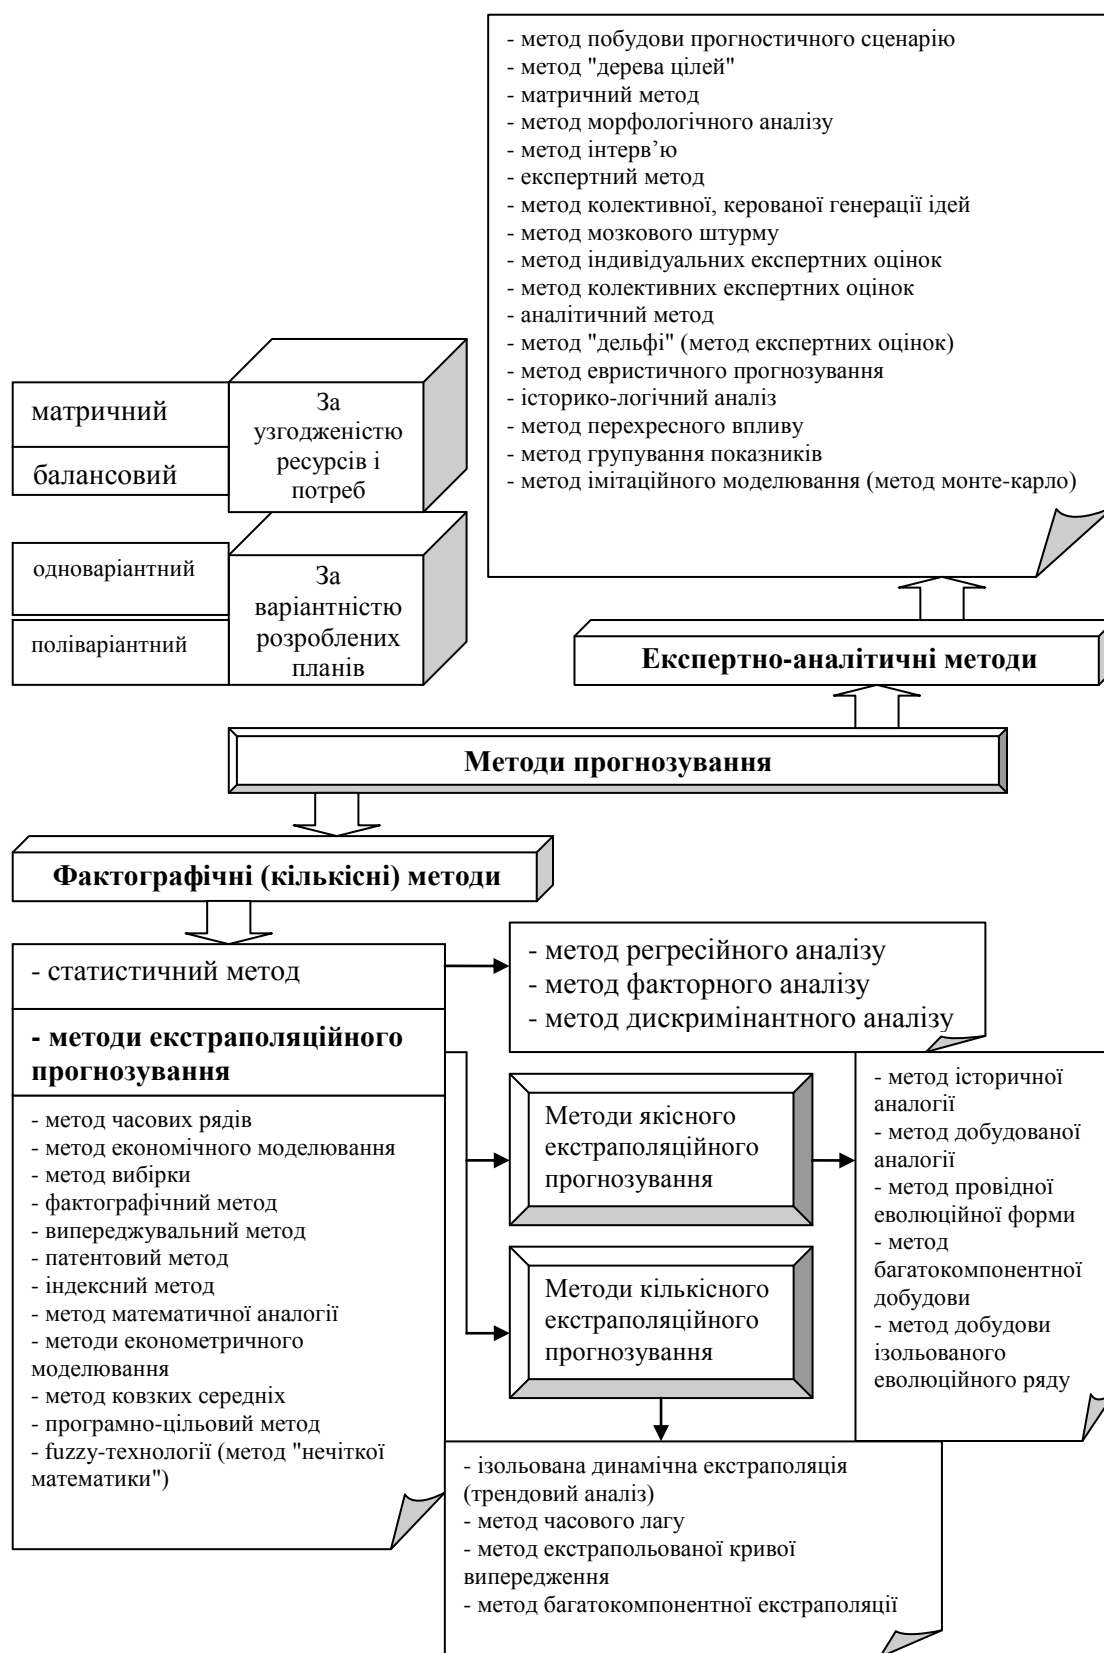 - метод побудови прогностичного сценарію
- метод "дерева цілей"
- матричний метод
- метод морфологічного аналізу
- метод інтерв’ю
- експертний метод
- метод колективної, керованої генерації ідей
- метод мозкового штурму
- метод індивідуальних експертних оцінок
- метод колективних експертних оцінок
- аналітичний метод
- метод "дельфі" (метод експертних оцінок)
- метод евристичного прогнозування
- історико-логічний аналіз
- метод перехресного впливу
- метод групування показників
- метод імітаційного моделювання (метод монте-карло)
матричний
балансовий
За
узгодженістю
ресурсів і
потреб
одноваріантний
поліваріантний
За
варіантністю
розроблених
планів
Експертно-аналітичні методи
Методи прогнозування
Фактографічні (кількісні) методи
- статистичний метод
- методи екстраполяційного
прогнозування
- метод часових рядів
- метод економічного моделювання
- метод вибірки
- фактографічний метод
- випереджувальний метод
- патентовий метод
- індексний метод
- метод математичної аналогії
- методи економетричного
моделювання
- метод ковзких середніх
- програмно-цільовий метод
- fuzzy-технології (метод "нечіткої
математики")
- метод регресійного аналізу
- метод факторного аналізу
- метод дискримінантного аналізу
Методи якісного
екстраполяційного
прогнозування
Методи кількісного
екстраполяційного
прогнозування
- метод історичної
аналогії
- метод добудованої
аналогії
- метод провідної
еволюційної форми
- метод
багатокомпонентної
добудови
- метод добудови
ізольованого
еволюційного ряду
- ізольована динамічна екстраполяція
(трендовий аналіз)
- метод часового лагу
- метод екстрапольованої кривої
випередження
- метод багатокомпонентної екстраполяції